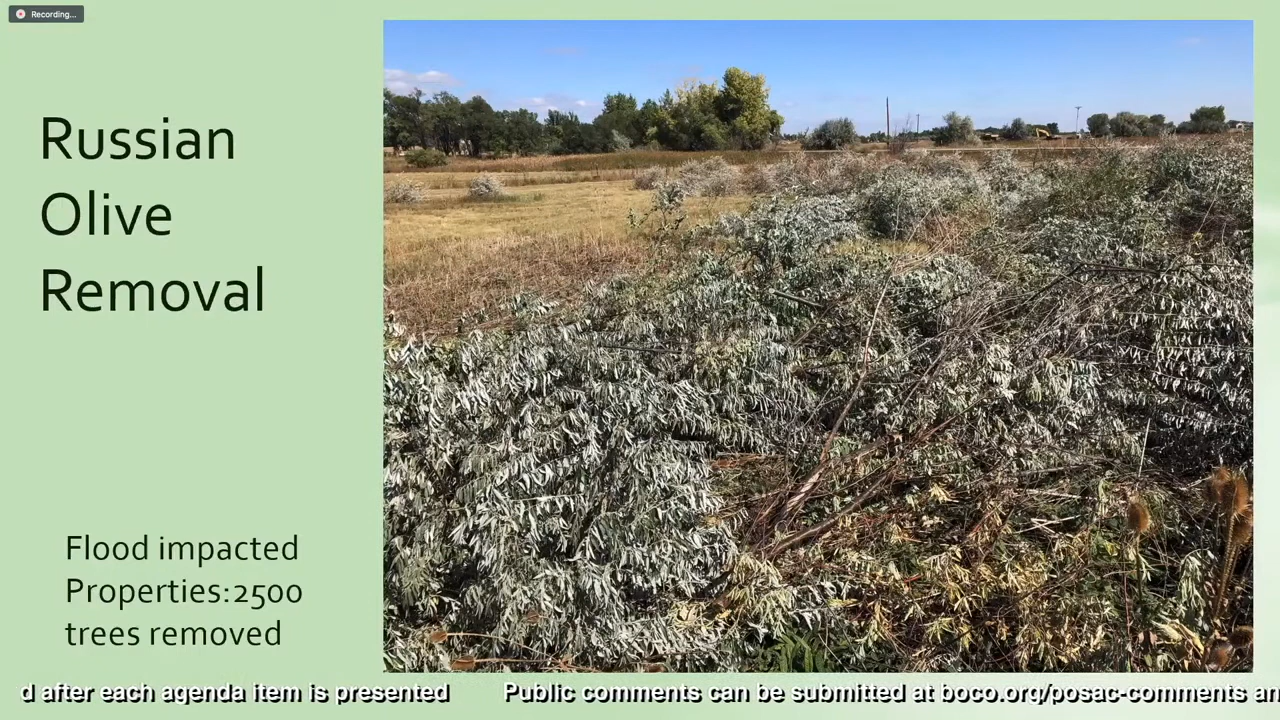 Recording...
Russian
Olive
Removal
Flood impacted
Properties:2500
trees removed
d after each agenda item is presented Public comments can be submitted at boco.org/posac-comments an